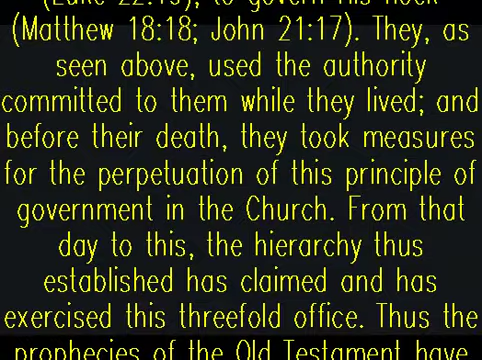 (Luke 22:19), to govern His flock
(Matthew 18:18; John 21:17). They, as
seen above, used the authority
committed to them while they lived; and
before their death, they took measures
for the perpetuation of this principle of
government in the Church. From that
day to this, the hierarchy thus
established has claimed and has
exercised this threefold office. Thus the
prophecies of the Old Testament have